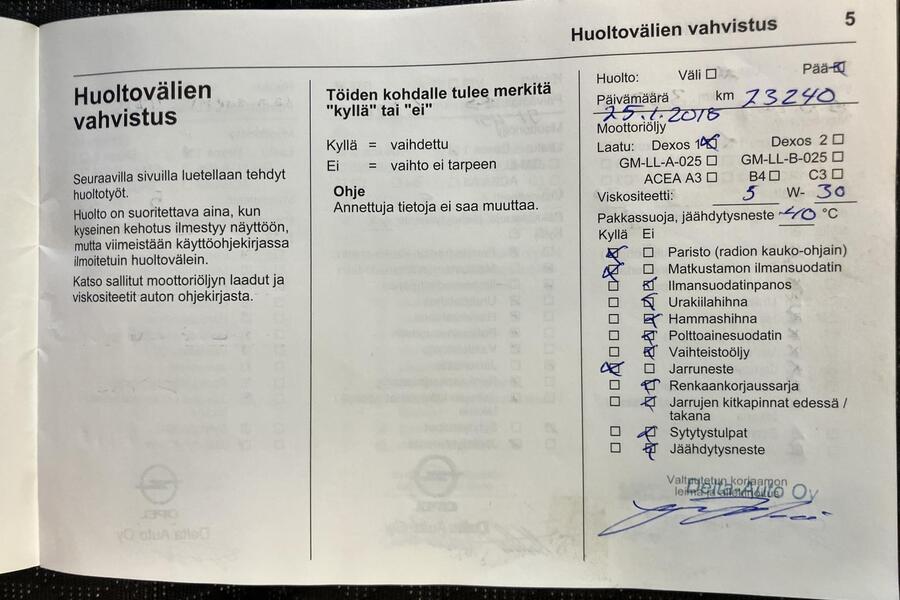 Huoltovälien vahvistus 5
Huoltovälien
vahvistus
Seuraavilla sivuilla luetellaan tehdyt
huoltotyöt.
Huolto on suoritettava aina, kun
kyseinen kehotus ilmestyy näyttöön,
mutta viimeistään käyttöohjekirjassa
ilmoitetuin huoltovälein.
Katso sallitut moottoriöljyn laadut ja
viskositeetit auton ohjekirjasta.
Töiden kohdalle tulee merkitä
"kyllä" tai "ei"
Kyllä = vaihdettu
Ei = vaihto ei tarpeen
Ohje
Annettuja tietoja ei saa muuttaa.
Huolto: Väli Pää
Päivämäärä km 23240
25.1.2018
Moottoriöljy
Laatu: Dexos 1 Dexos 2
GM-LL-A-025 GM-LL-B-025
ACEA A3 B4 C3
Viskositeetti: 5 W- 30
Pakkassuoja, jäähdytysneste -40 °C
Kyllä Ei
Paristo (radion kauko-ohjain)
Matkustamon ilmansuodatin
Ilmansuodatinpanos
Urakiilahihna
Hammashihna
Polttoainesuodatin
Vaihteistoöljy
Jarruneste
Renkaankorjaussarja
Jarrujen kitkapinnat edessä /
takana
Sytytystulpat
Jäähdytysneste
Valtuutetun korjaamon
leima ja allekirjoitus
Delta-Auto Oy